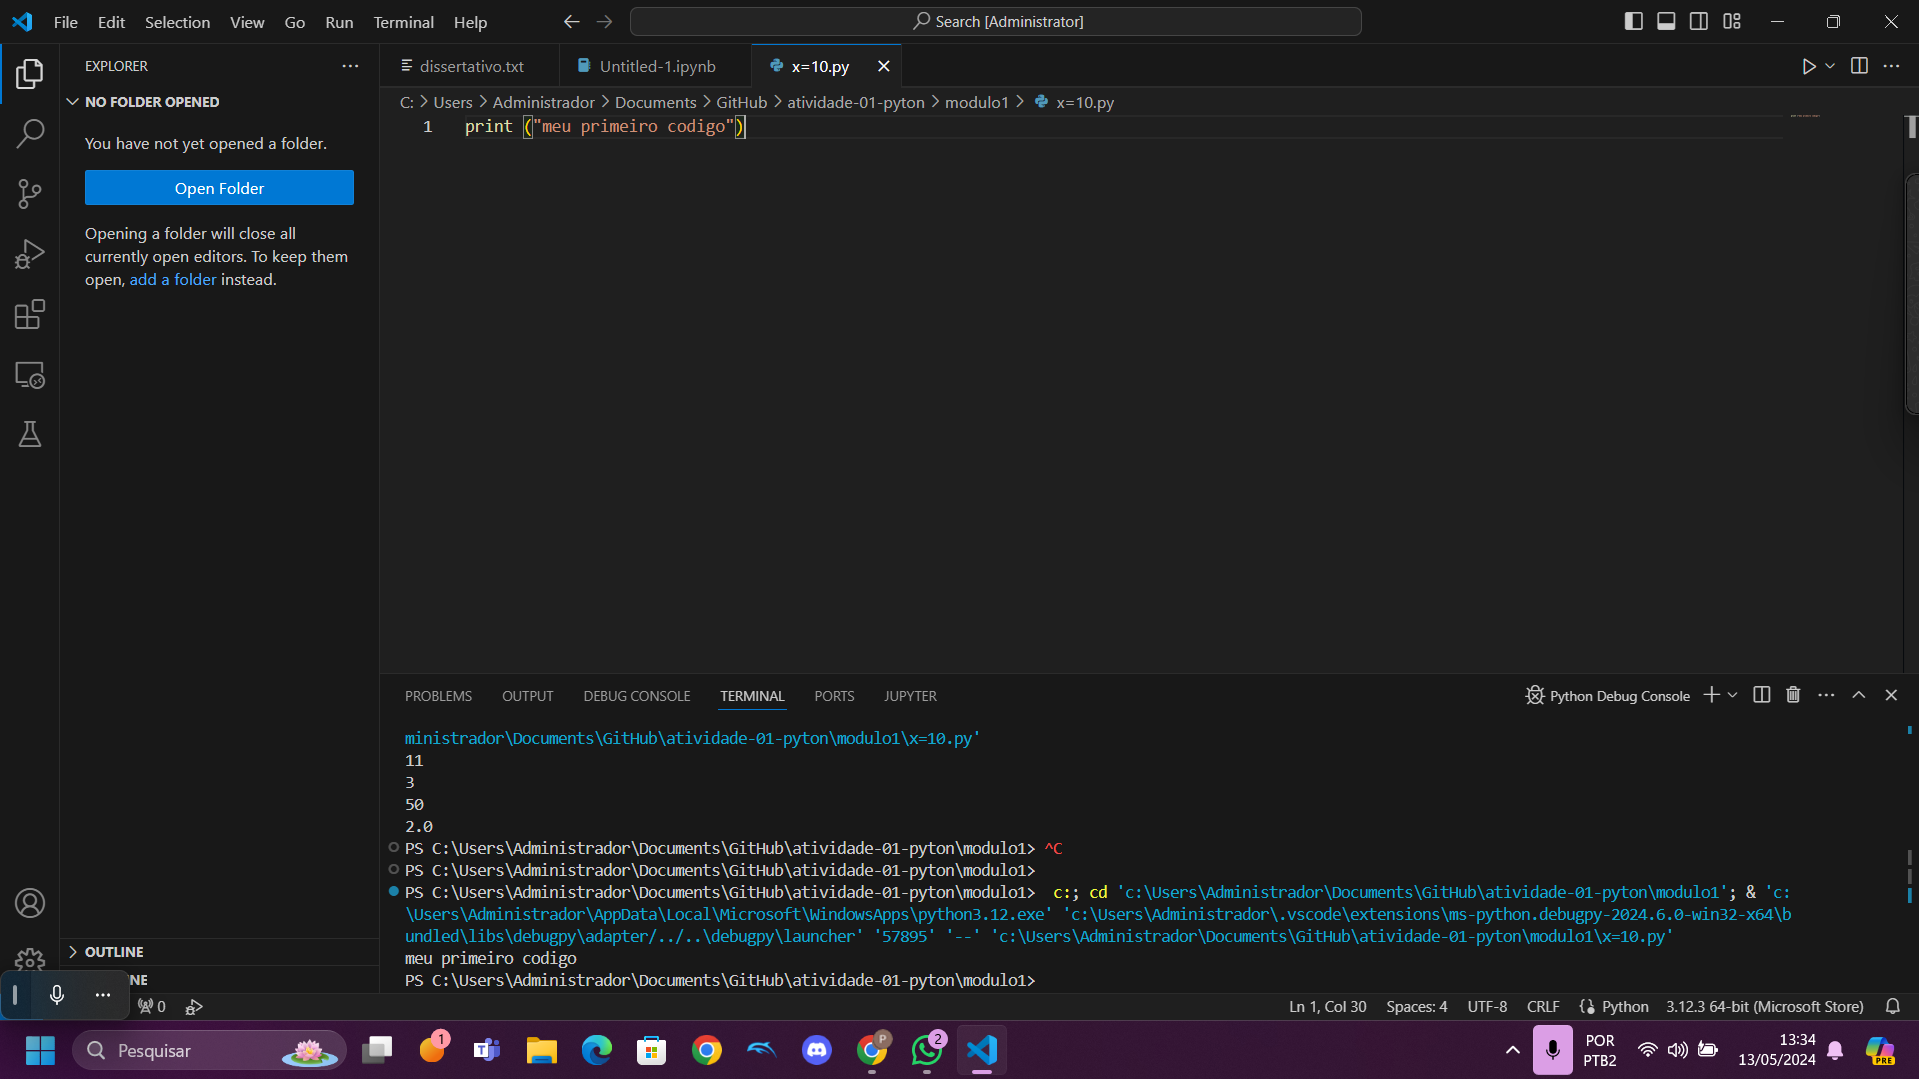 File Edit Selection View Go Run Terminal Help
Search [Administrator]
EXPLORER
NO FOLDER OPENED
You have not yet opened a folder.
Open Folder
Opening a folder will close all
currently open editors. To keep them
open, add a folder instead.
OUTLINE
NE
dissertativo.txt
Untitled-1.ipynb
x=10.py
C: > Users > Administrador > Documents > GitHub > atividade-01-pyton > modulo1 > x=10.py
1 print ("meu primeiro codigo")
PROBLEMS OUTPUT DEBUG CONSOLE TERMINAL PORTS JUPYTER
Python Debug Console
ministrador\Documents\GitHub\atividade-01-pyton\modulo1\x=10.py'
11
3
50
2.0
PS C:\Users\Administrador\Documents\GitHub\atividade-01-pyton\modulo1> ^C
PS C:\Users\Administrador\Documents\GitHub\atividade-01-pyton\modulo1>
PS C:\Users\Administrador\Documents\GitHub\atividade-01-pyton\modulo1>  c:; cd 'c:\Users\Administrador\Documents\GitHub\atividade-01-pyton\modulo1'; & 'c:
\Users\Administrador\AppData\Local\Microsoft\WindowsApps\python3.12.exe' 'c:\Users\Administrador\.vscode\extensions\ms-python.debugpy-2024.6.0-win32-x64\b
undled\libs\debugpy\adapter/../..\debugpy\launcher' '57895' '--' 'c:\Users\Administrador\Documents\GitHub\atividade-01-pyton\modulo1\x=10.py'
meu primeiro codigo
PS C:\Users\Administrador\Documents\GitHub\atividade-01-pyton\modulo1>
0
Ln 1, Col 30 Spaces: 4 UTF-8 CRLF Python 3.12.3 64-bit (Microsoft Store)
Pesquisar
1
P
2
POR
PTB2
13:34
13/05/2024
PRE